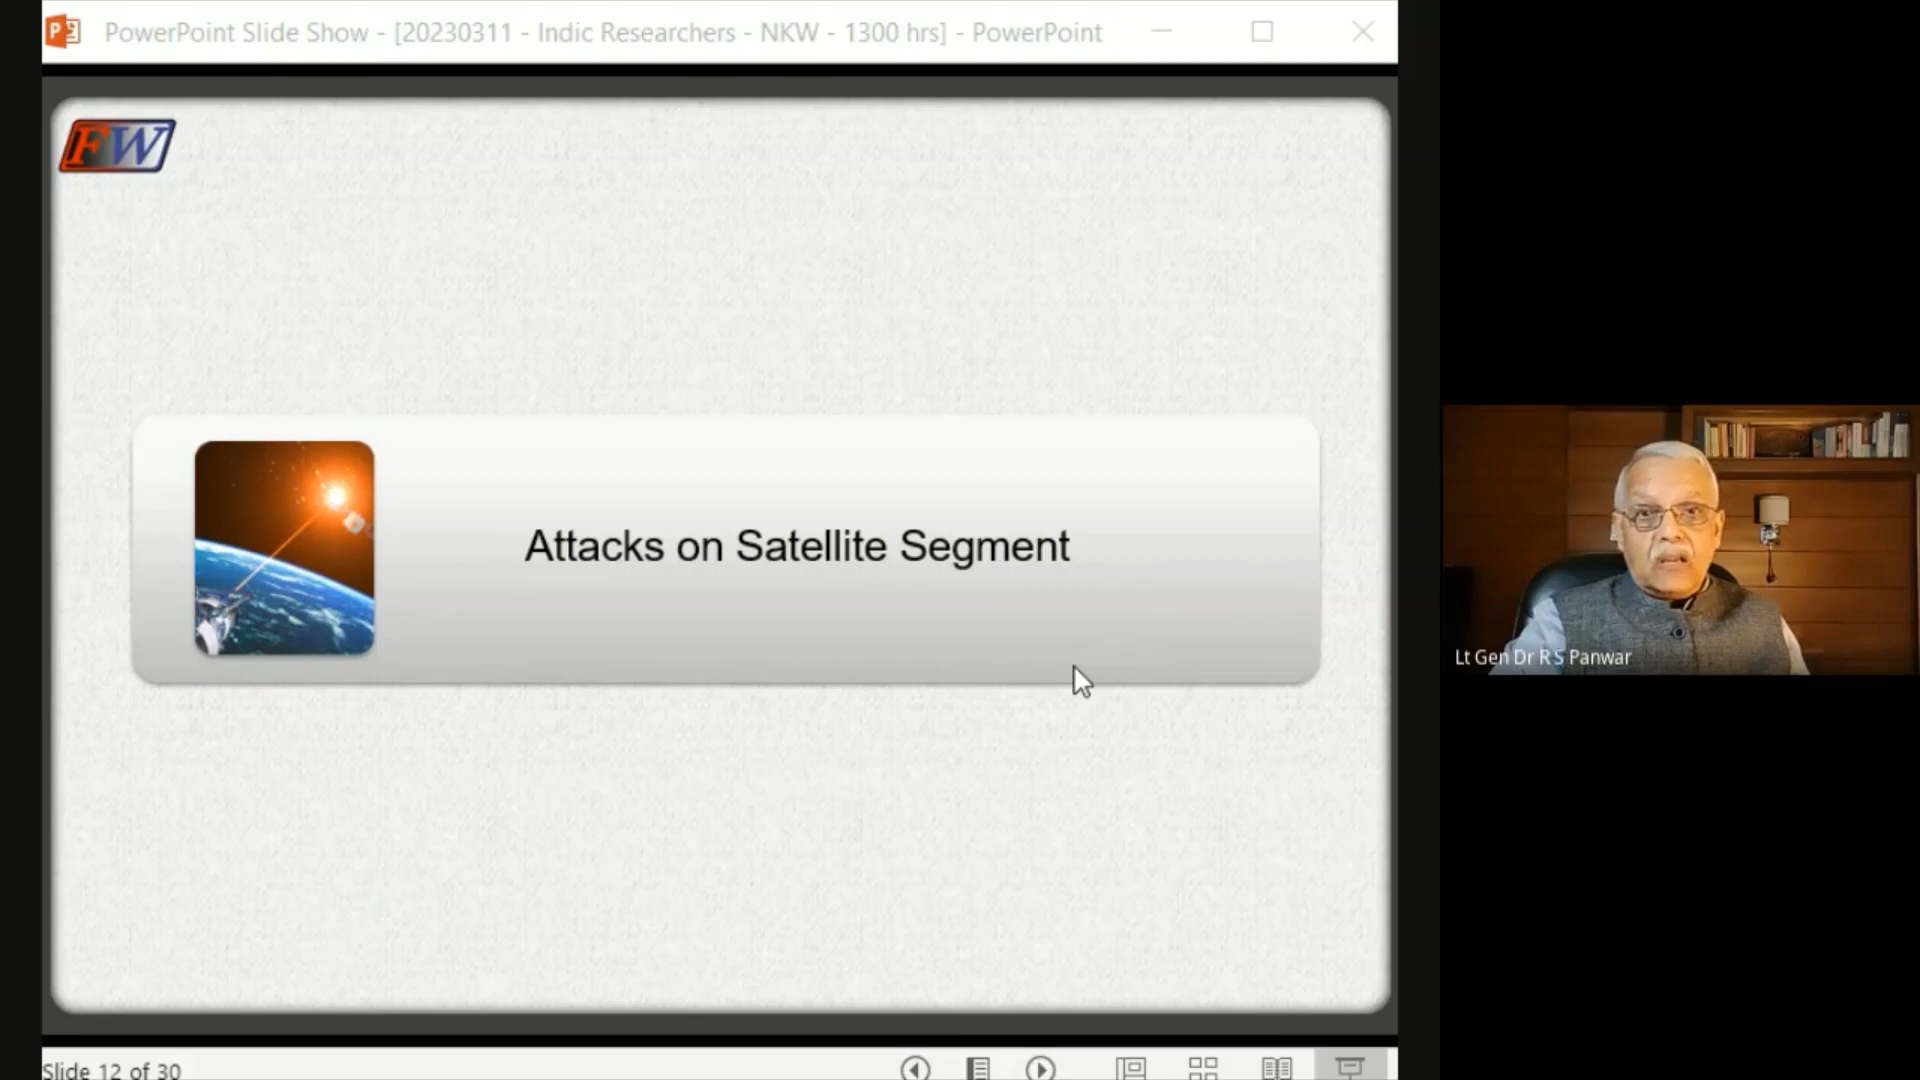 PowerPoint Slide Show - [20230311 - Indic Researchers - NKW - 1300 hrs] - PowerPoint
FW
Attacks on Satellite Segment
Lt Gen Dr R S Panwar
Slide 12 of 30